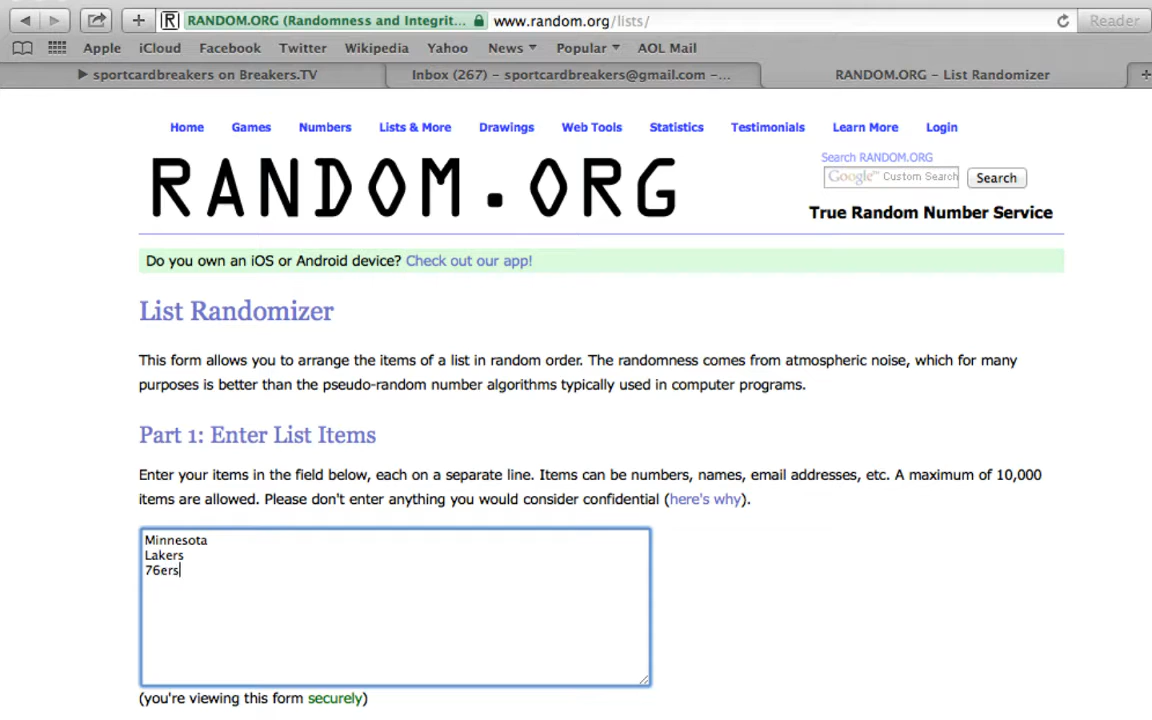 RANDOM.ORG (Randomness and Integrit... www.random.org/lists/ Reader
Apple iCloud Facebook Twitter Wikipedia Yahoo News Popular AOL Mail
sportcardbreakers on Breakers.TV Inbox (267) – sportcardbreakers@gmail.com –... RANDOM.ORG – List Randomizer
Home Games Numbers Lists & More Drawings Web Tools Statistics Testimonials Learn More Login
RANDOM.ORG
Search RANDOM.ORG
Google™ Custom Search Search
True Random Number Service
Do you own an iOS or Android device? Check out our app!
List Randomizer
This form allows you to arrange the items of a list in random order. The randomness comes from atmospheric noise, which for many
purposes is better than the pseudo-random number algorithms typically used in computer programs.
Part 1: Enter List Items
Enter your items in the field below, each on a separate line. Items can be numbers, names, email addresses, etc. A maximum of 10,000
items are allowed. Please don't enter anything you would consider confidential (here's why).
Minnesota
Lakers
76ers
(you're viewing this form securely)